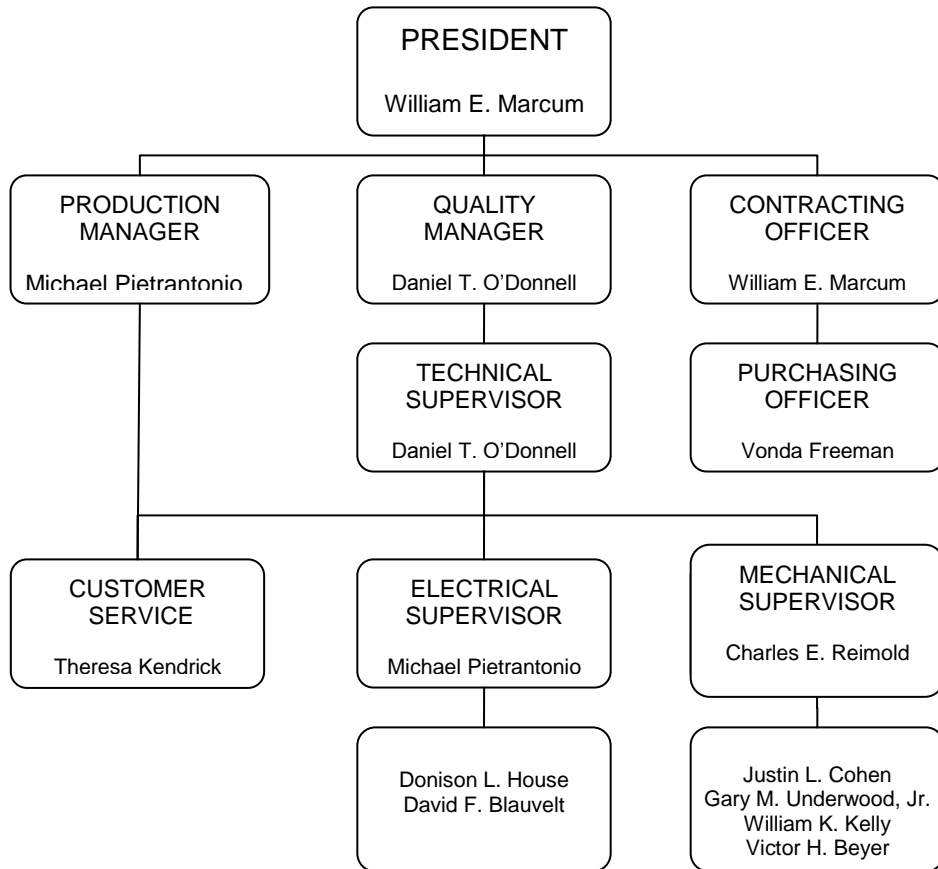 PRESIDENT
William E. Marcum
PRODUCTION
MANAGER
Michael Pietrantonio
QUALITY
MANAGER
Daniel T. O’Donnell
CONTRACTING
OFFICER
William E. Marcum
TECHNICAL
SUPERVISOR
Daniel T. O’Donnell
PURCHASING
OFFICER
Vonda Freeman
CUSTOMER
SERVICE
Theresa Kendrick
ELECTRICAL
SUPERVISOR
Michael Pietrantonio
MECHANICAL
SUPERVISOR
Charles E. Reimold
Donison L. House
David F. Blauvelt
Justin L. Cohen
Gary M. Underwood, Jr.
William K. Kelly
Victor H. Beyer